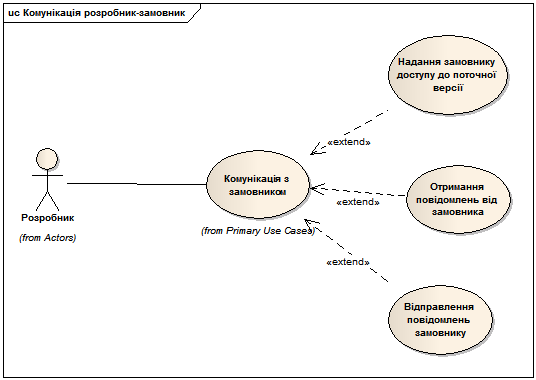 uc Комунікація розробник-замовник
Надання замовнику
доступу до поточної
версії
«extend»
Комунікація з
замовником
(from Primary Use Cases)
Отримання
повідомлень від
замовника
«extend»
Розробник
(from Actors)
«extend»
Відправлення
повідомлень
замовнику